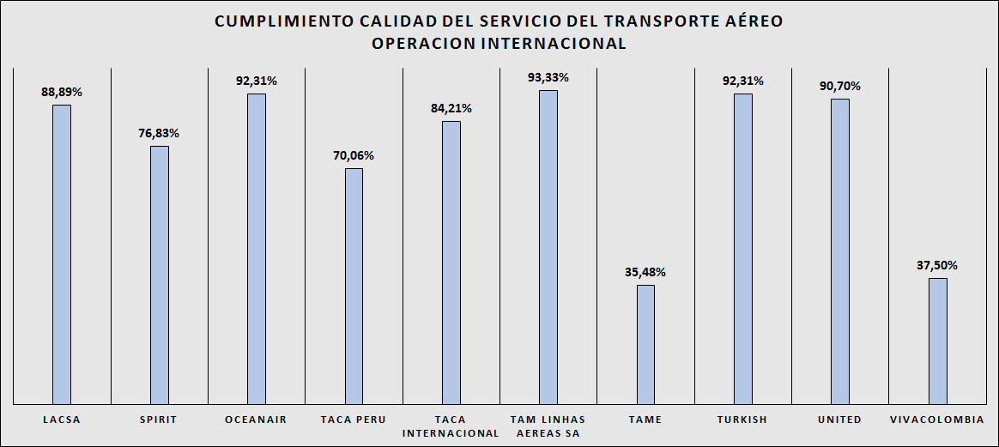 CUMPLIMIENTO CALIDAD DEL SERVICIO DEL TRANSPORTE AÉREO
OPERACION INTERNACIONAL
88,89%
76,83%
92,31%
70,06%
84,21%
93,33%
35,48%
92,31%
90,70%
37,50%
LACSA
SPIRIT
OCEANAIR
TACA PERU
TACA
INTERNACIONAL
TAM LINHAS
AEREAS SA
TAME
TURKISH
UNITED
VIVACOLOMBIA